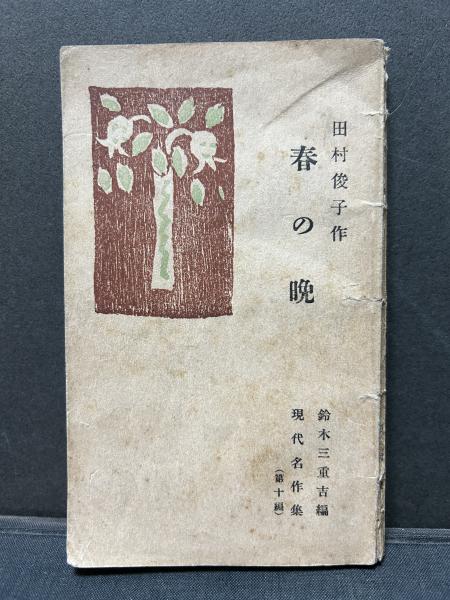 田村俊子作
春の晩
鈴木三重吉編
現代名作集
（第十編）